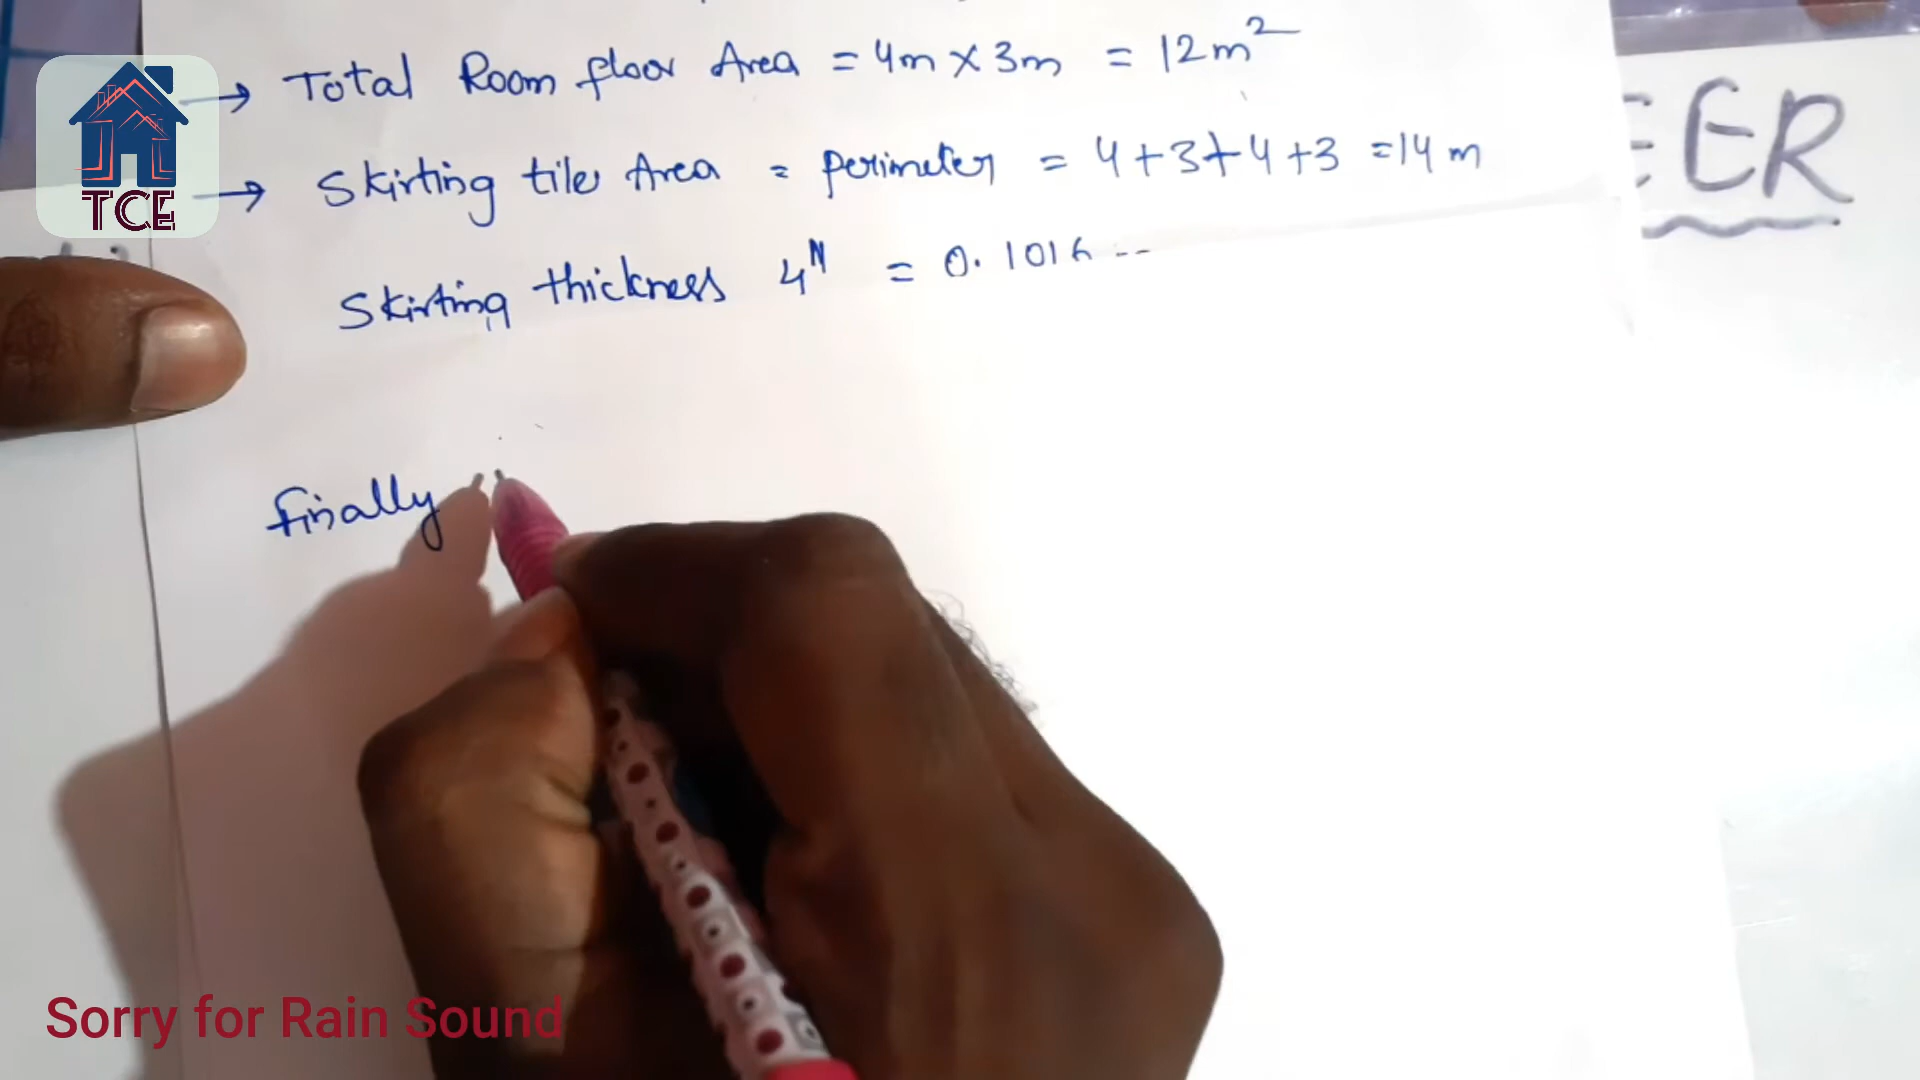 → Total Room floor Area = 4m × 3m = 12m²
→ Skirting tile Area = Perimeter = 4+3+4+3 = 14 m
Skirting thickness 4" = 0.1016 --
finally
TCE
EER
Sorry for Rain Sound